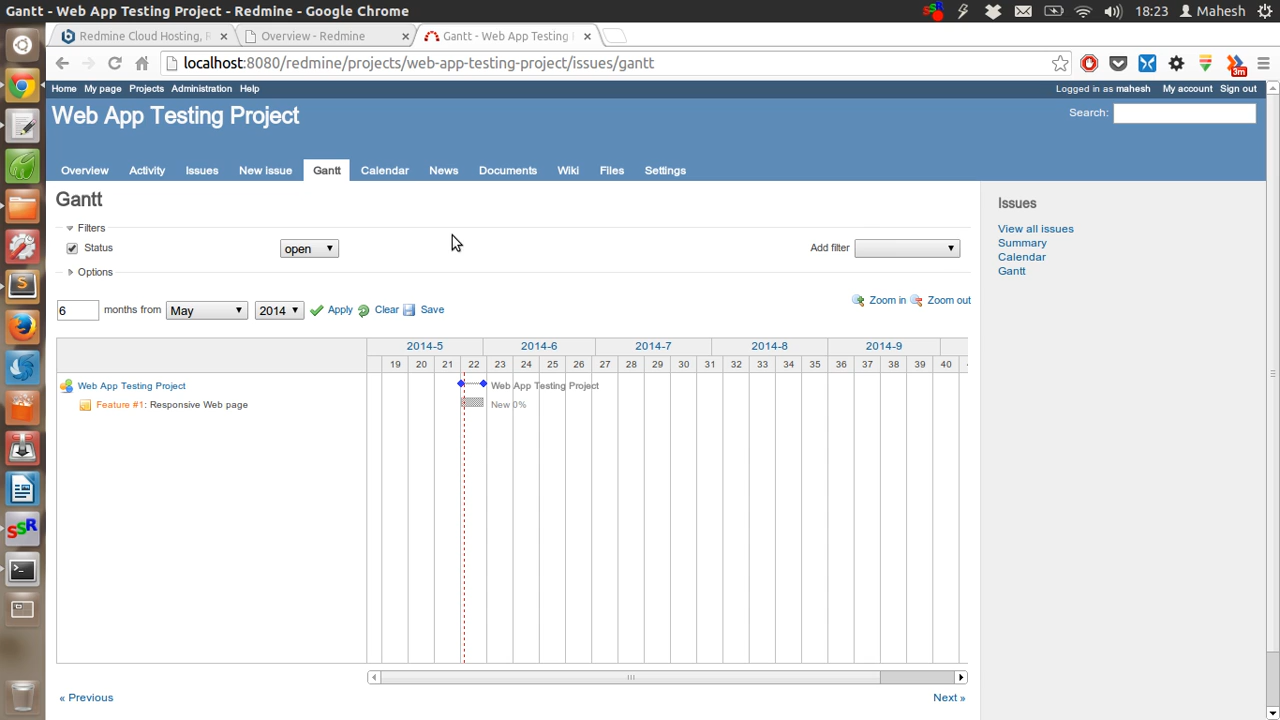 Gantt - Web App Testing Project - Redmine - Google Chrome
18:23 Mahesh
Redmine Cloud Hosting, R
Overview - Redmine
Gantt - Web App Testing
localhost:8080/redmine/projects/web-app-testing-project/issues/gantt
3m
Home My page Projects Administration Help
Logged in as mahesh My account Sign out
Web App Testing Project
Search:
Overview Activity Issues New issue Gantt Calendar News Documents Wiki Files Settings
Gantt
Filters
Status open Add filter
Options
6 months from May 2014 Apply Clear Save
Zoom in Zoom out
2014-5 2014-6 2014-7 2014-8 2014-9
19 20 21 22 23 24 25 26 27 28 29 30 31 32 33 34 35 36 37 38 39 40
Web App Testing Project Web App Testing Project
Feature #1: Responsive Web page New 0%
« Previous Next »
Issues
View all issues
Summary
Calendar
Gantt
SSR